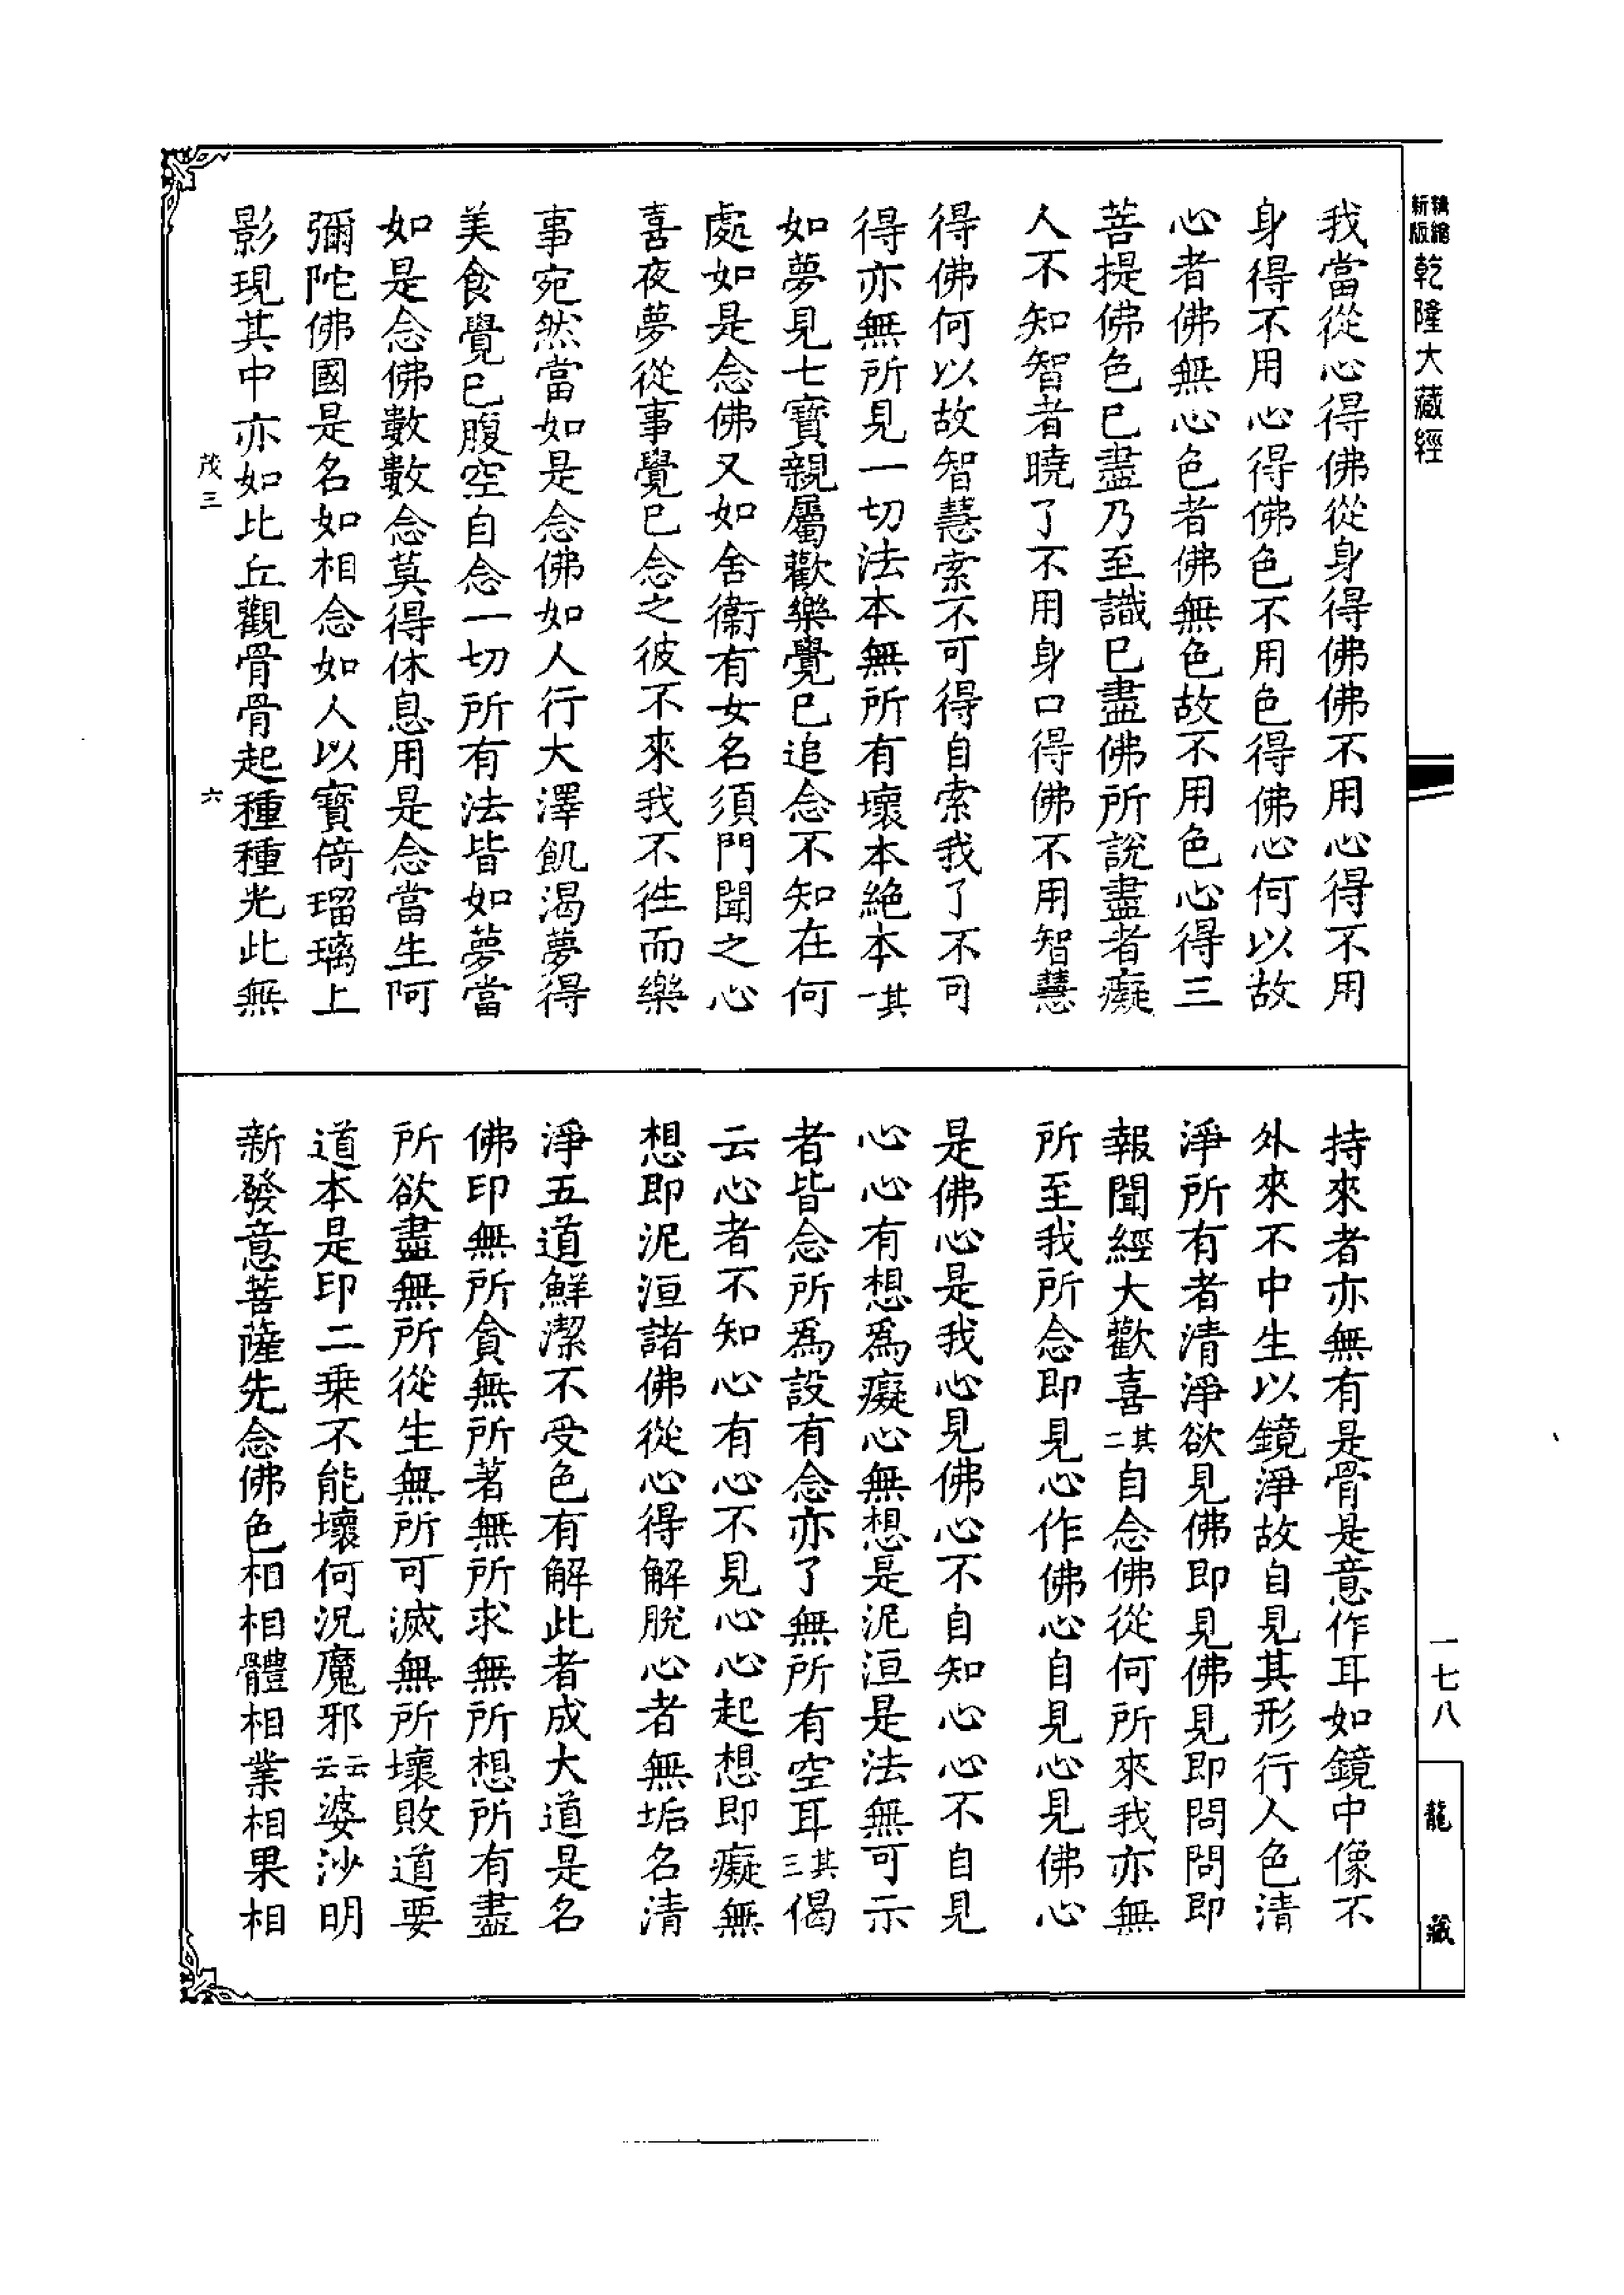 精縮新版乾隆大藏經
我當從心得佛從身得佛佛不用心得不用
身得不用心得佛色不用色得佛心何以故
心者佛無心色者佛無色故不用色心得三
菩提佛色已盡乃至識已盡佛所說盡者癡
人不知智者曉了不用身口得佛不用智慧
得佛何以故智慧索不可得自索我了不可
得亦無所見一切法本無所有壞本絕本其一
如夢見七寶親屬歡樂覺已追念不知在何
處如是念佛又如舍衛有女名須門聞之心
喜夜夢從事覺已念之彼不來我不徃而樂
事宛然當如是念佛如人行大澤飢渴夢得
美食覺已腹空自念一切所有法皆如夢當
如是念佛數數念莫得休息用是念當生阿
彌陀佛國是名如相念如人以寶倚瑠璃上
影現其中亦如比丘觀骨骨起種種光此無
茂三
六
持來者亦無有是骨是意作耳如鏡中像不
外來不中生以鏡淨故自見其形行人色清
淨所有者清淨欲見佛即見佛見即問問即
報聞經大歡喜其二自念佛從何所來我亦無
所至我所念即見心作佛心自見心見佛心
是佛心是我心見佛心不自知心心不自見
心心有想爲癡心無想是泥洹是法無可示
者皆念所爲設有念亦了無所有空耳其三偈
云心者不知心有心不見心心起想即癡無
想即泥洹諸佛從心得解脫心者無垢名清
淨五道鮮潔不受色有解此者成大道是名
佛印無所貪無所著無所求無所想所有盡
所欲盡無所從生無所可滅無所壞敗道要
道本是印二乗不能壞何況魔邪云云婆沙明
新發意菩薩先念佛色相相體相業相果相
一七八
龍藏